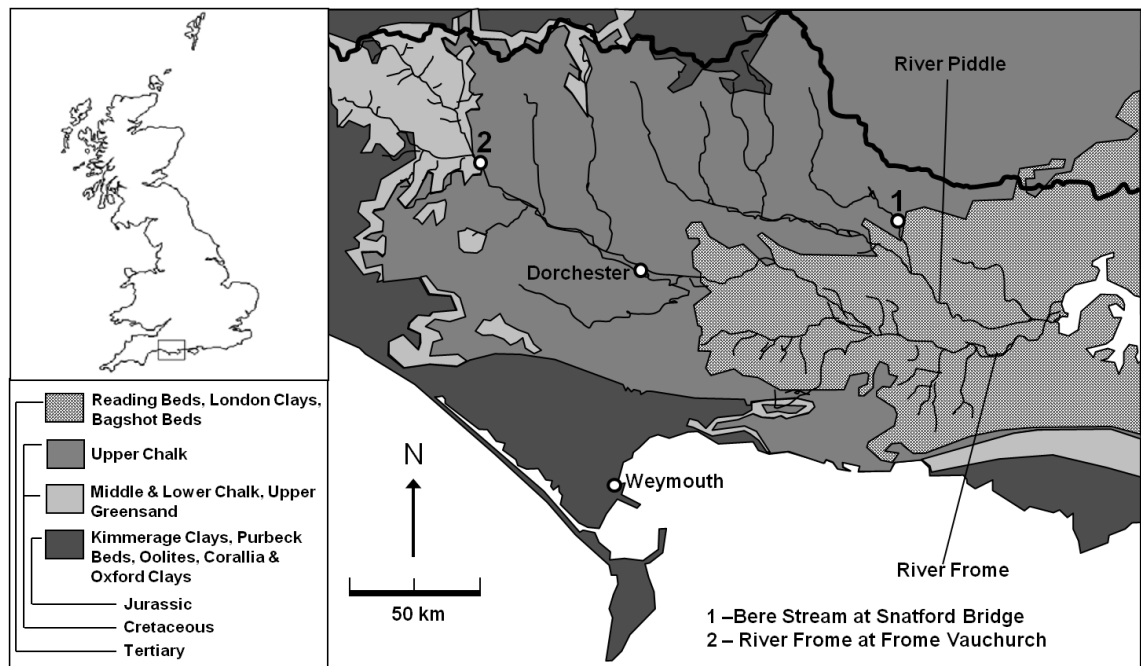 River Piddle
2
1
Dorchester
Weymouth
N
50 km
River Frome
1 –Bere Stream at Snatford Bridge
2 – River Frome at Frome Vauchurch
Reading Beds, London Clays,
Bagshot Beds
Upper Chalk
Middle & Lower Chalk, Upper
Greensand
Kimmerage Clays, Purbeck
Beds, Oolites, Corallia &
Oxford Clays
Jurassic
Cretaceous
Tertiary